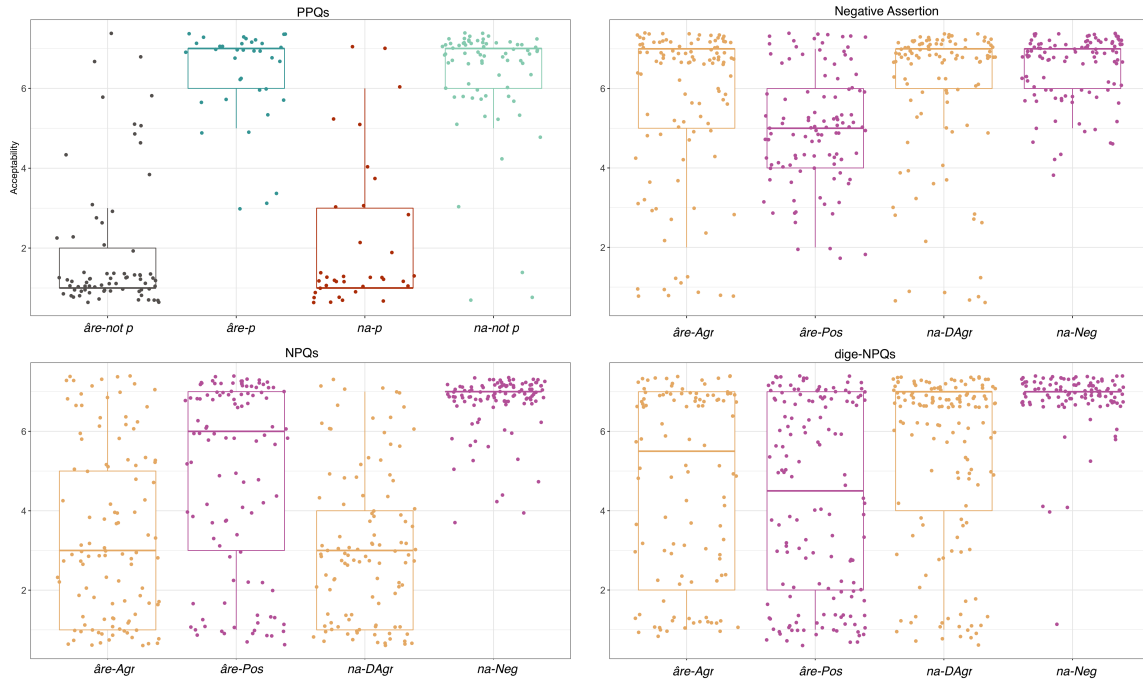 PPQs
Negative Assertion
Acceptability
6
4
2
6
4
2
âre-not p
âre-p
na-p
na-not p
âre-Agr
âre-Pos
na-DAgr
na-Neg
NPQs
dige-NPQs
6
4
2
6
4
2
âre-Agr
âre-Pos
na-DAgr
na-Neg
âre-Agr
âre-Pos
na-DAgr
na-Neg